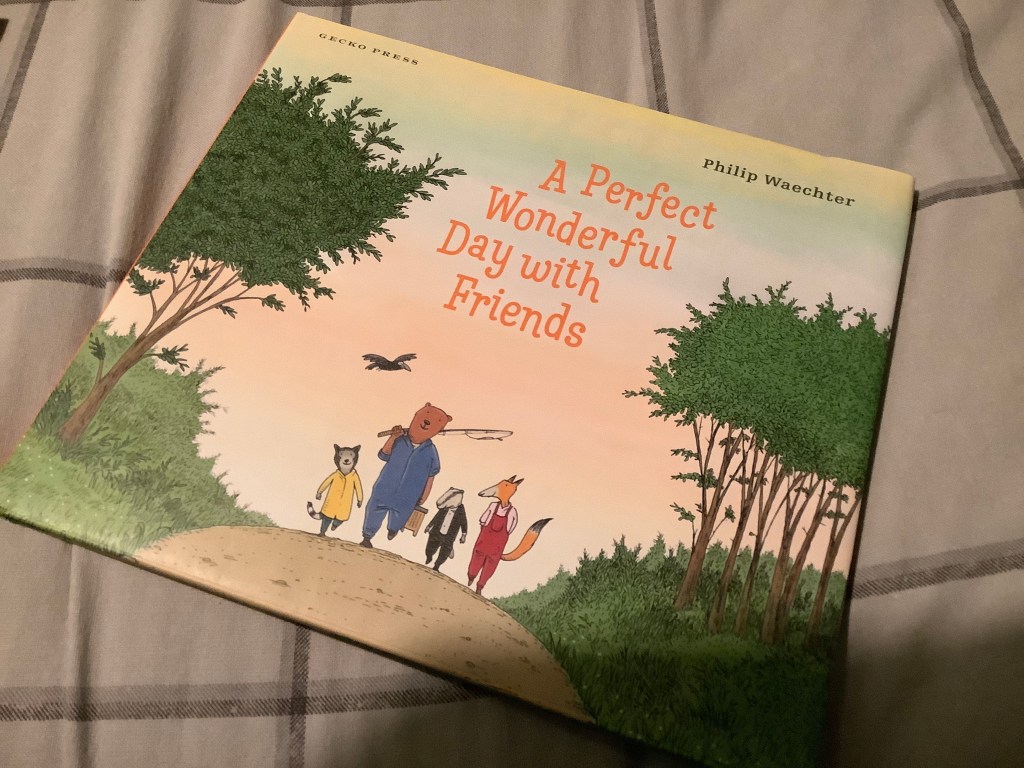 GECKO PRESS
Philip Waechter
A Perfect
Wonderful
Day with
Friends